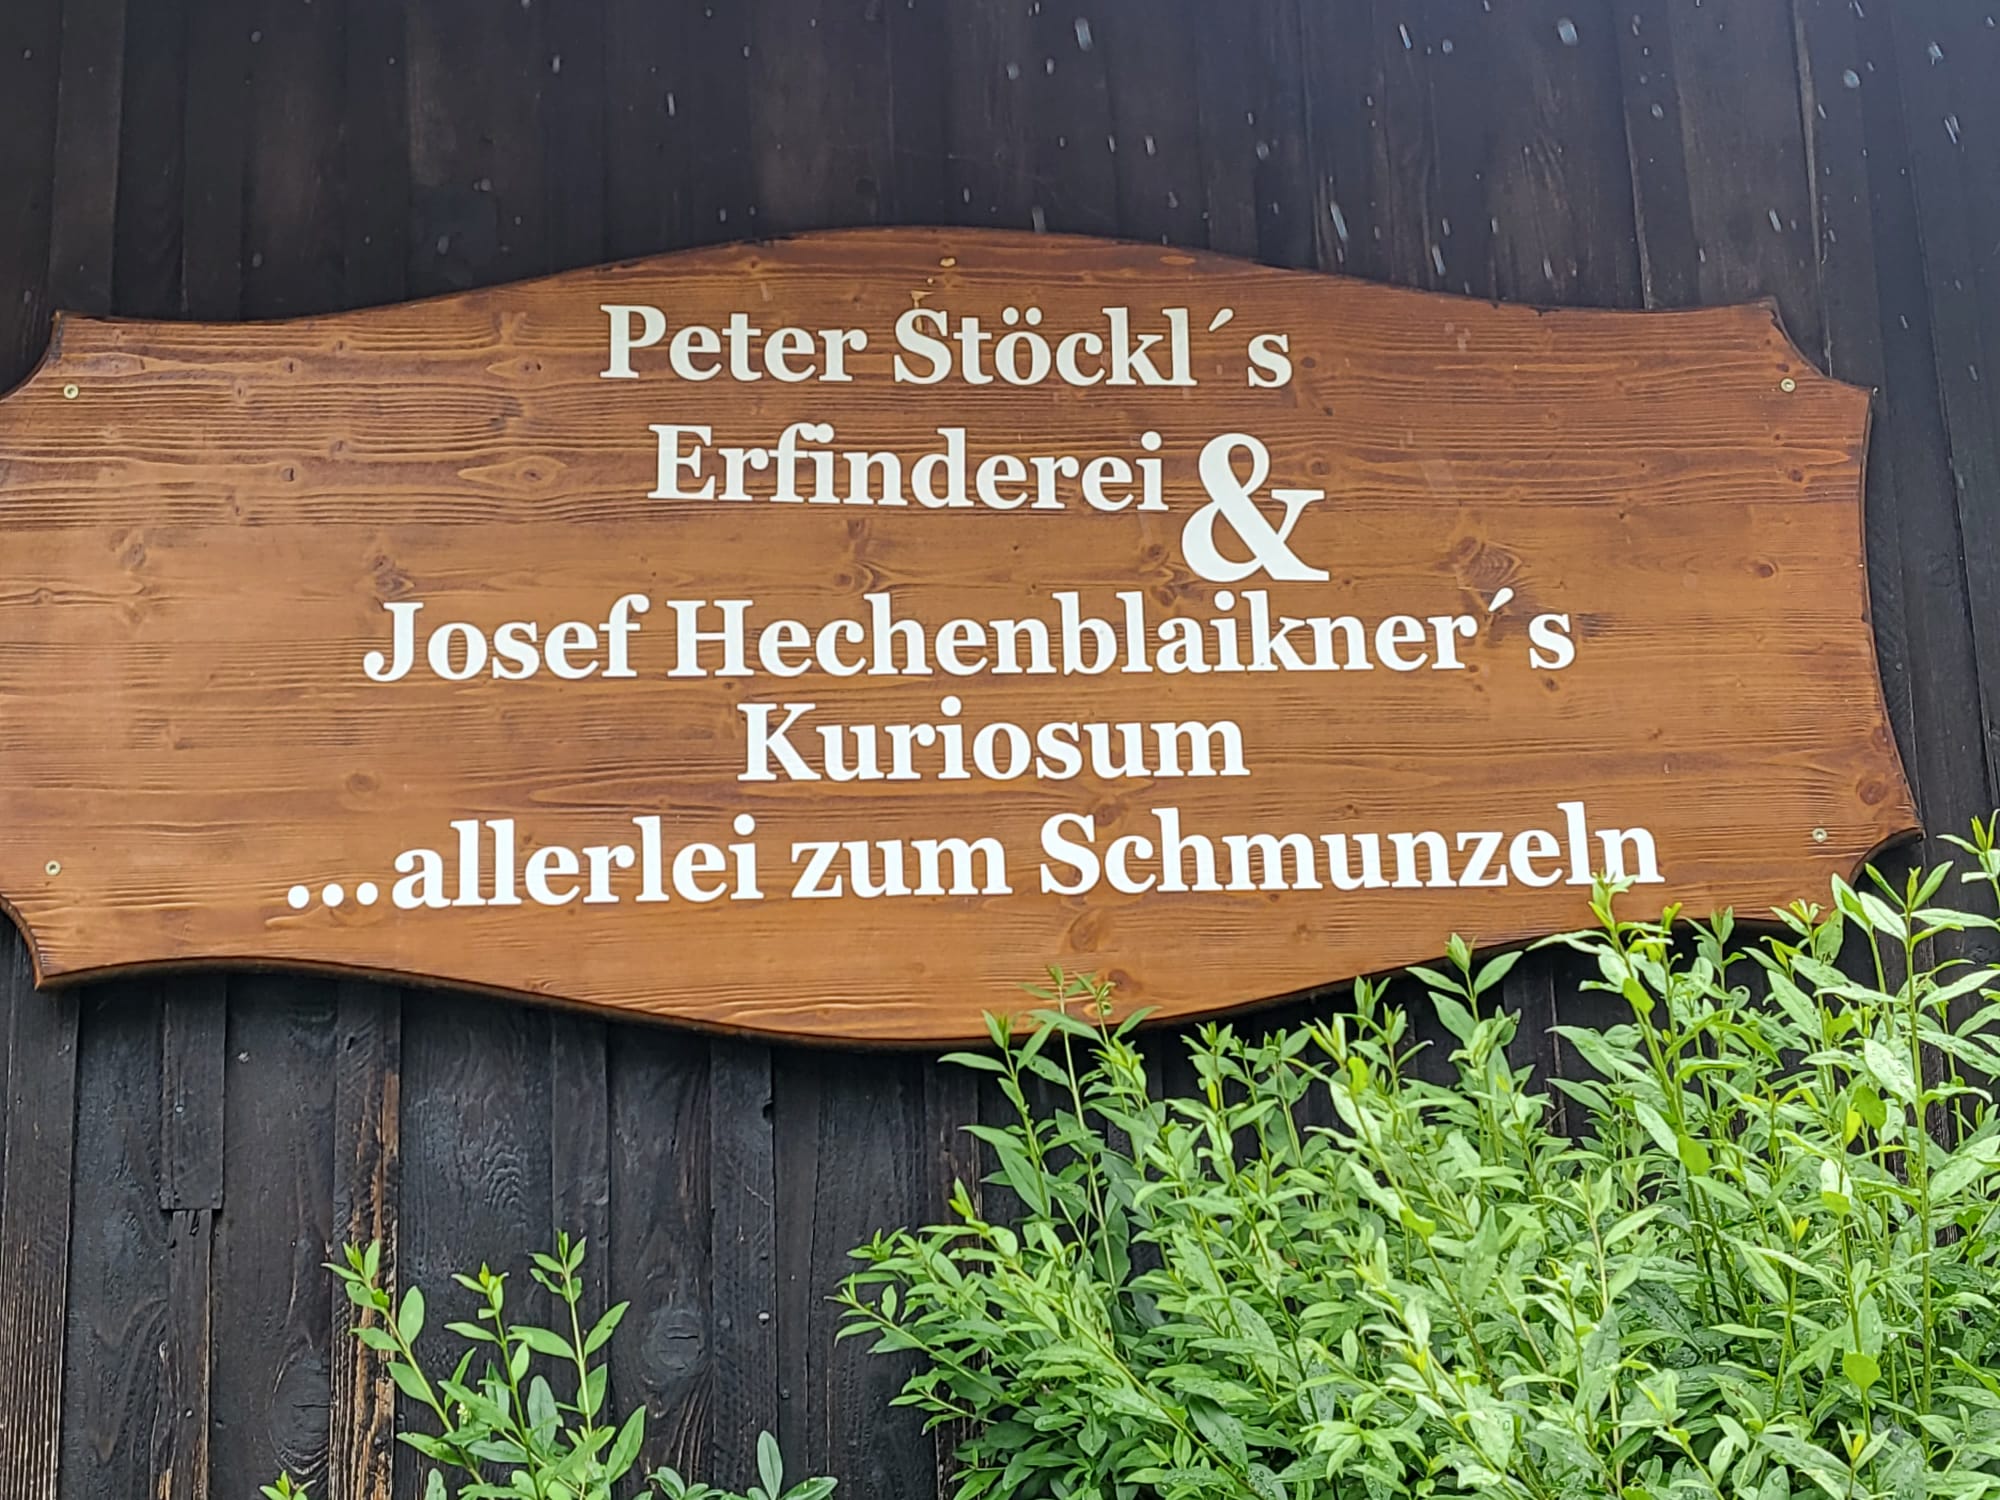 Peter Stöckl´s
Erfinderei &
Josef Hechenblaikner´s
Kuriosum
...allerlei zum Schmunzeln